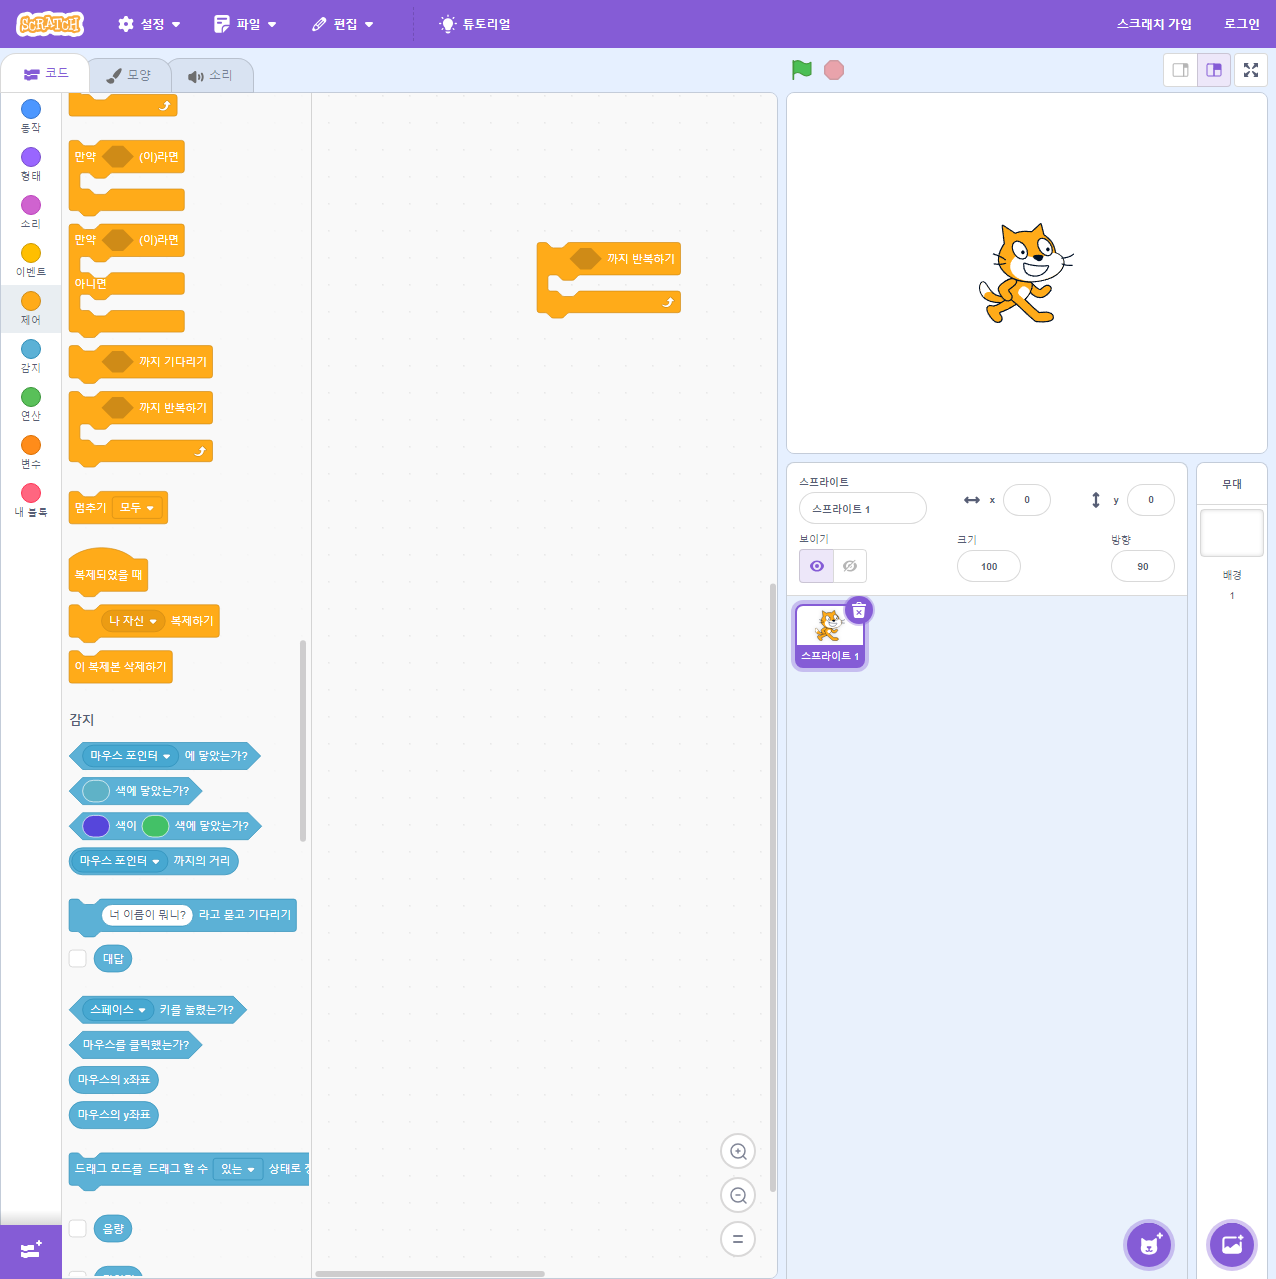 SCRATCH 설정 파일 편집 튜토리얼 스크래치 가입 로그인
코드 모양 소리
동작
형태
소리
이벤트
제어
감지
연산
변수
내 블록
만약 (이)라면
만약 (이)라면
아니면
까지 기다리기
까지 반복하기
멈추기 모두
복제되었을 때
나 자신 복제하기
이 복제본 삭제하기
감지
마우스 포인터 에 닿았는가?
색에 닿았는가?
색이 색에 닿았는가?
마우스 포인터 까지의 거리
너 이름이 뭐니? 라고 묻고 기다리기
대답
스페이스 키를 눌렀는가?
마우스를 클릭했는가?
마우스의 x좌표
마우스의 y좌표
드래그 모드를 드래그 할 수 있는 상태로
음량
까지 반복하기
스프라이트
스프라이트 1 x 0 y 0
보이기 크기 방향
100 90
스프라이트 1
무대
배경
1